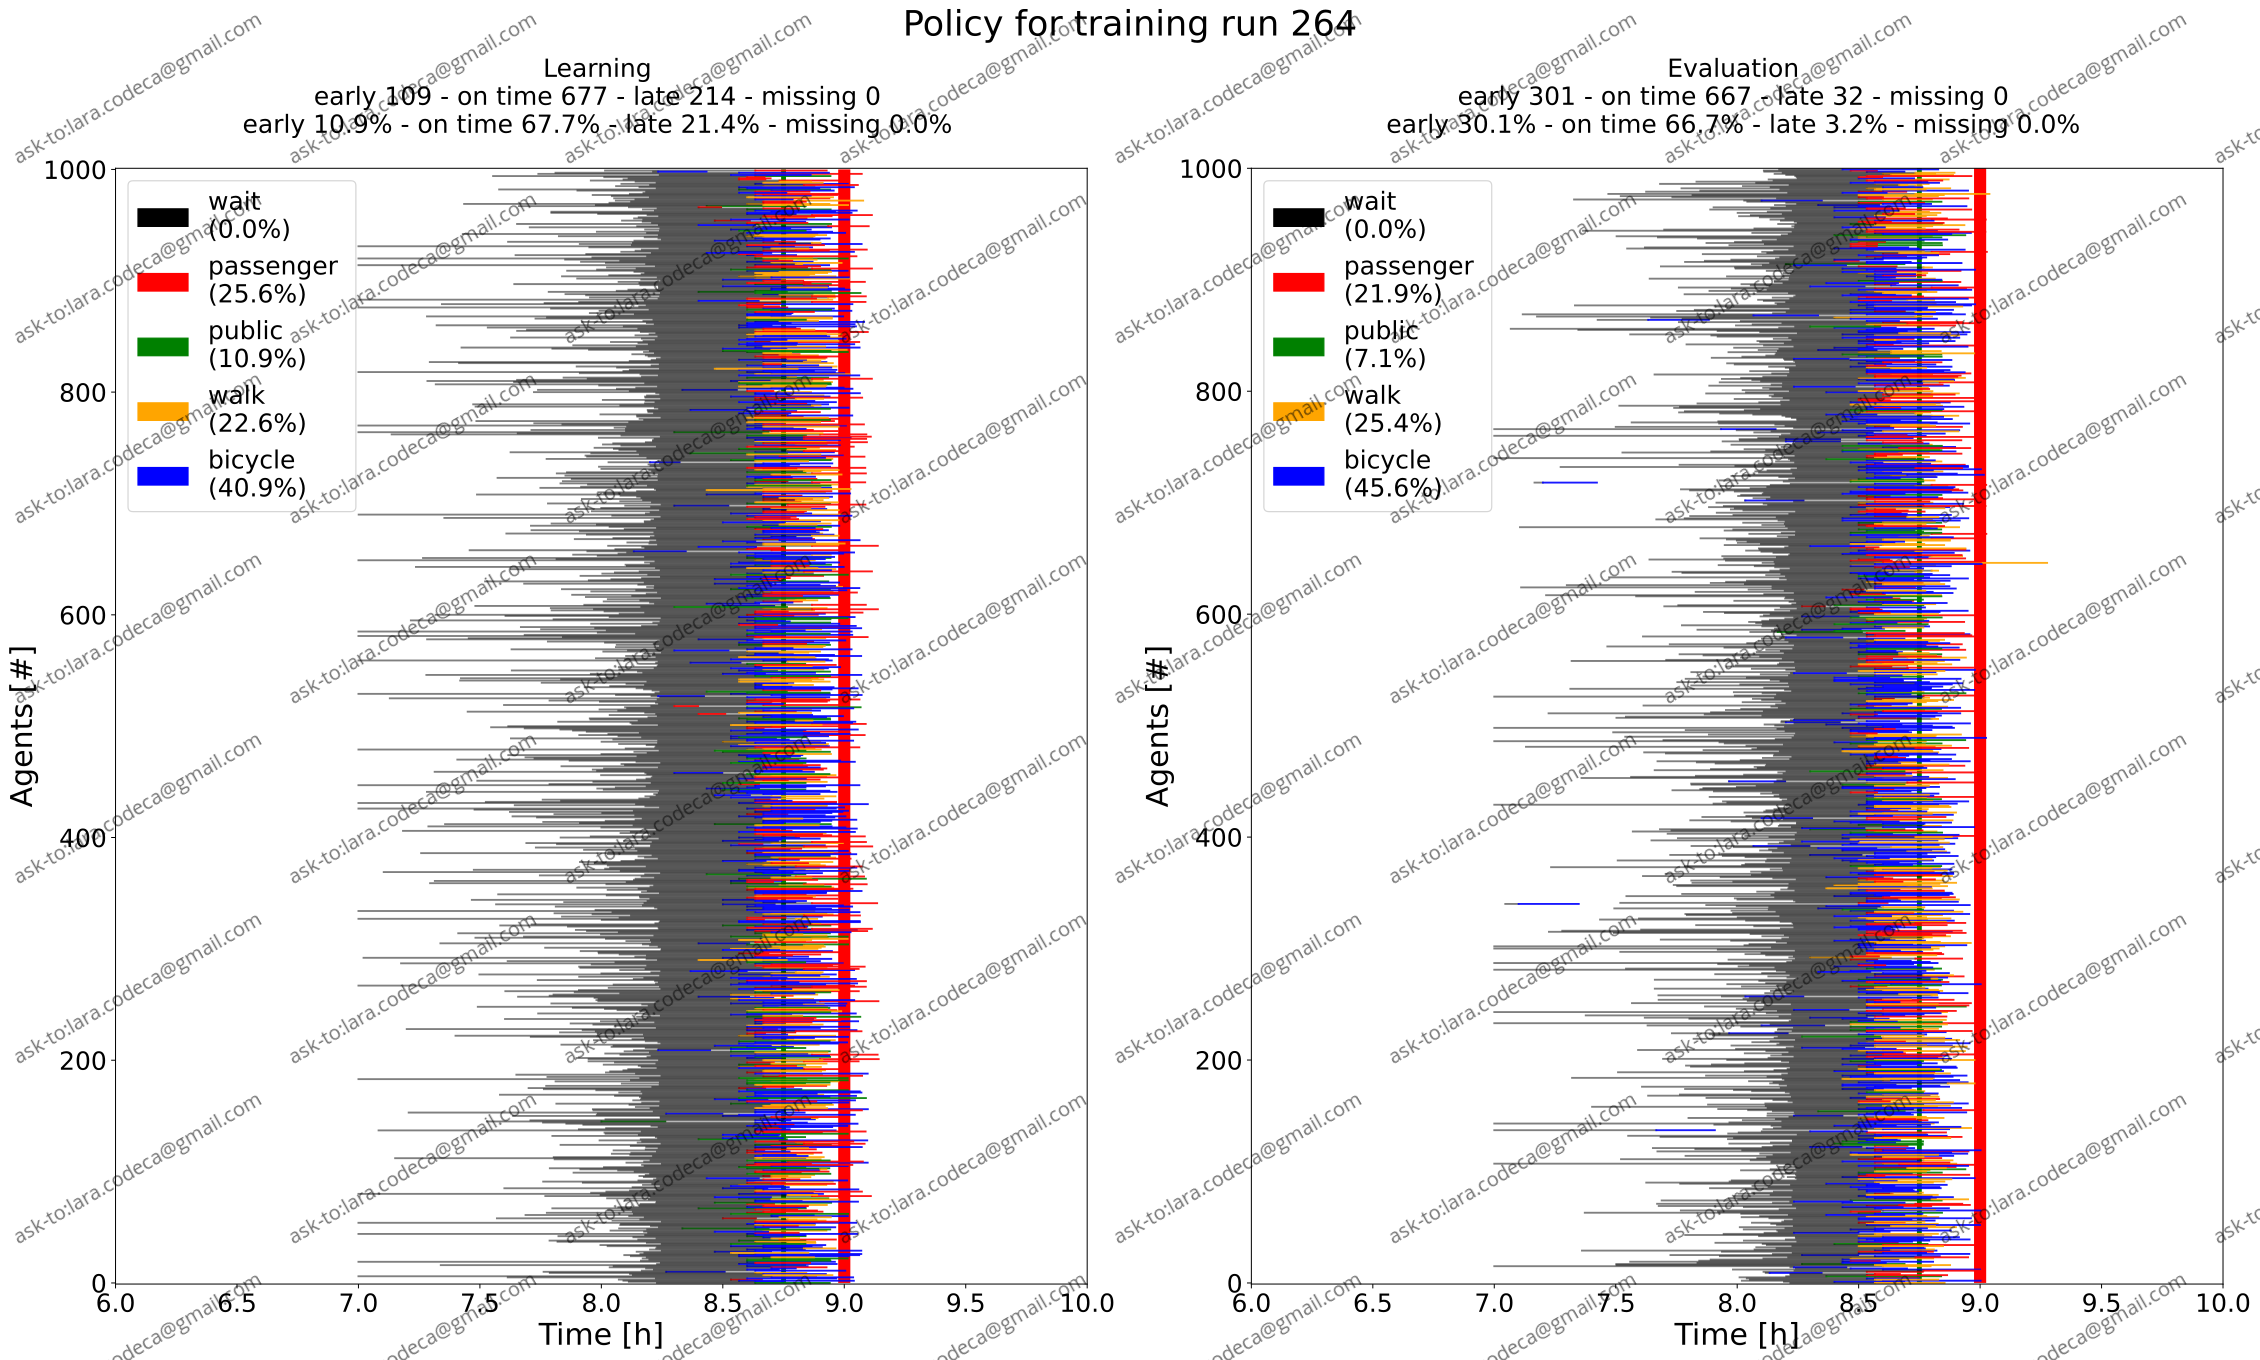 Policy for training run 264
Learning
early 109 - on time 677 - late 214 - missing 0
early 10.9% - on time 67.7% - late 21.4% - missing 0.0%
1000
800
600
400
200
0
Agents [#]
wait
(0.0%)
passenger
(25.6%)
public
(10.9%)
walk
(22.6%)
bicycle
(40.9%)
6.0 6.5 7.0 7.5 8.0 8.5 9.0 9.5 10.0
Time [h]
Evaluation
early 301 - on time 667 - late 32 - missing 0
early 30.1% - on time 66.7% - late 3.2% - missing 0.0%
1000
800
600
400
200
0
Agents [#]
wait
(0.0%)
passenger
(21.9%)
public
(7.1%)
walk
(25.4%)
bicycle
(45.6%)
6.0 6.5 7.0 7.5 8.0 8.5 9.0 9.5 10.0
Time [h]
ask-to:lara.codeca@gmail.com